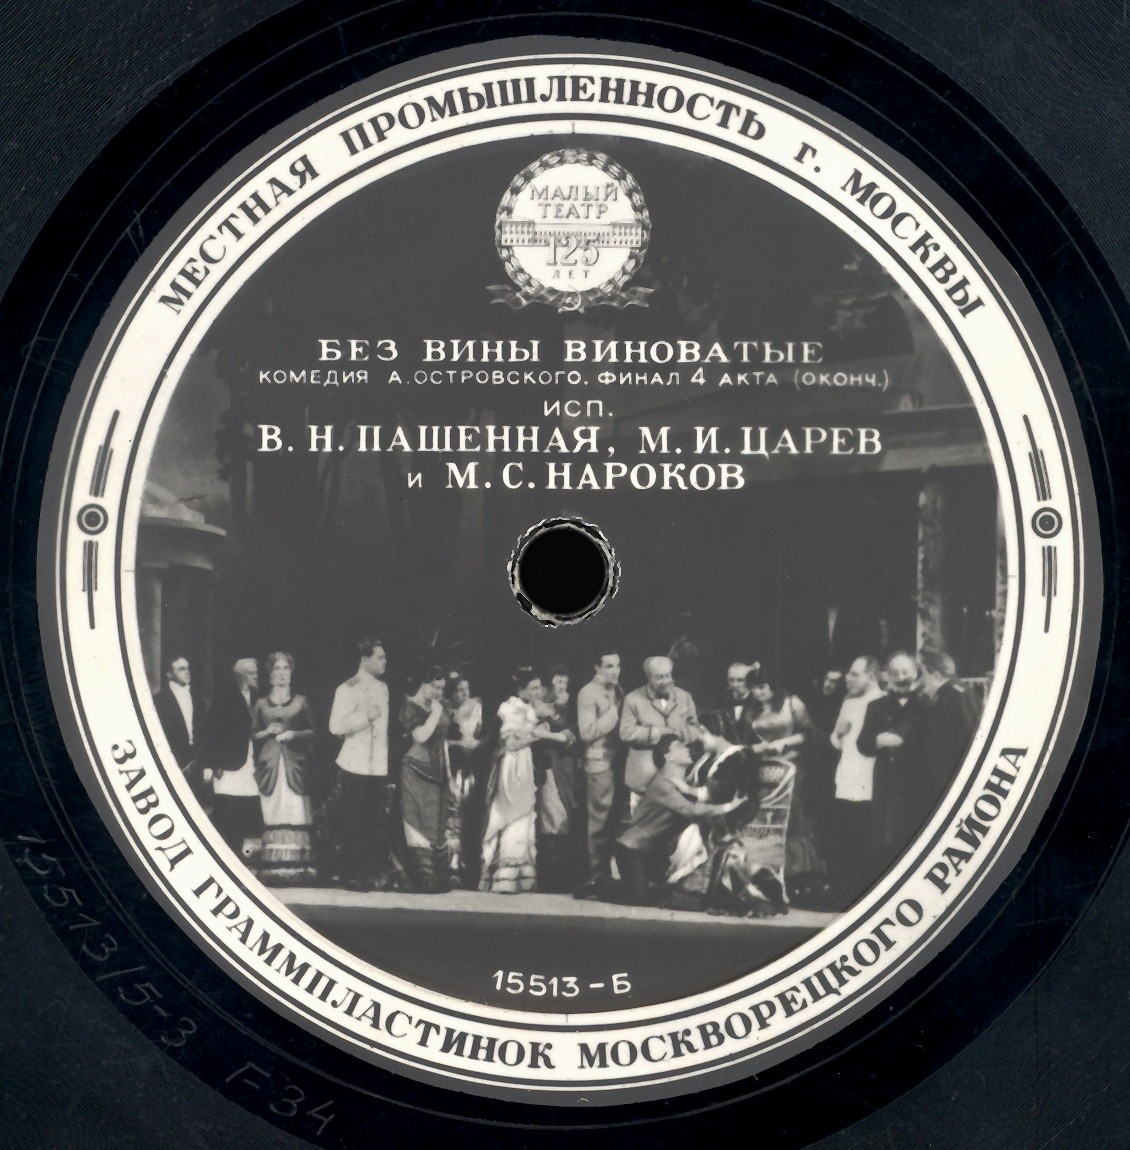 МЕСТНАЯ ПРОМЫШЛЕННОСТЬ г. МОСКВЫ
МАЛЫЙ
ТЕАТР
125
ЛЕТ
БЕЗ ВИНЫ ВИНОВАТЫЕ
КОМЕДИЯ А. ОСТРОВСКОГО. ФИНАЛ 4 АКТА (ОКОНЧ.)
ИСП.
В. Н. ПАШЕННАЯ, М. И. ЦАРЕВ
и М. С. НАРОКОВ
15513-Б
ЗАВОД ГРАММПЛАСТИНОК МОСКВОРЕЦКОГО РАЙОНА
15513/5-3 Г34